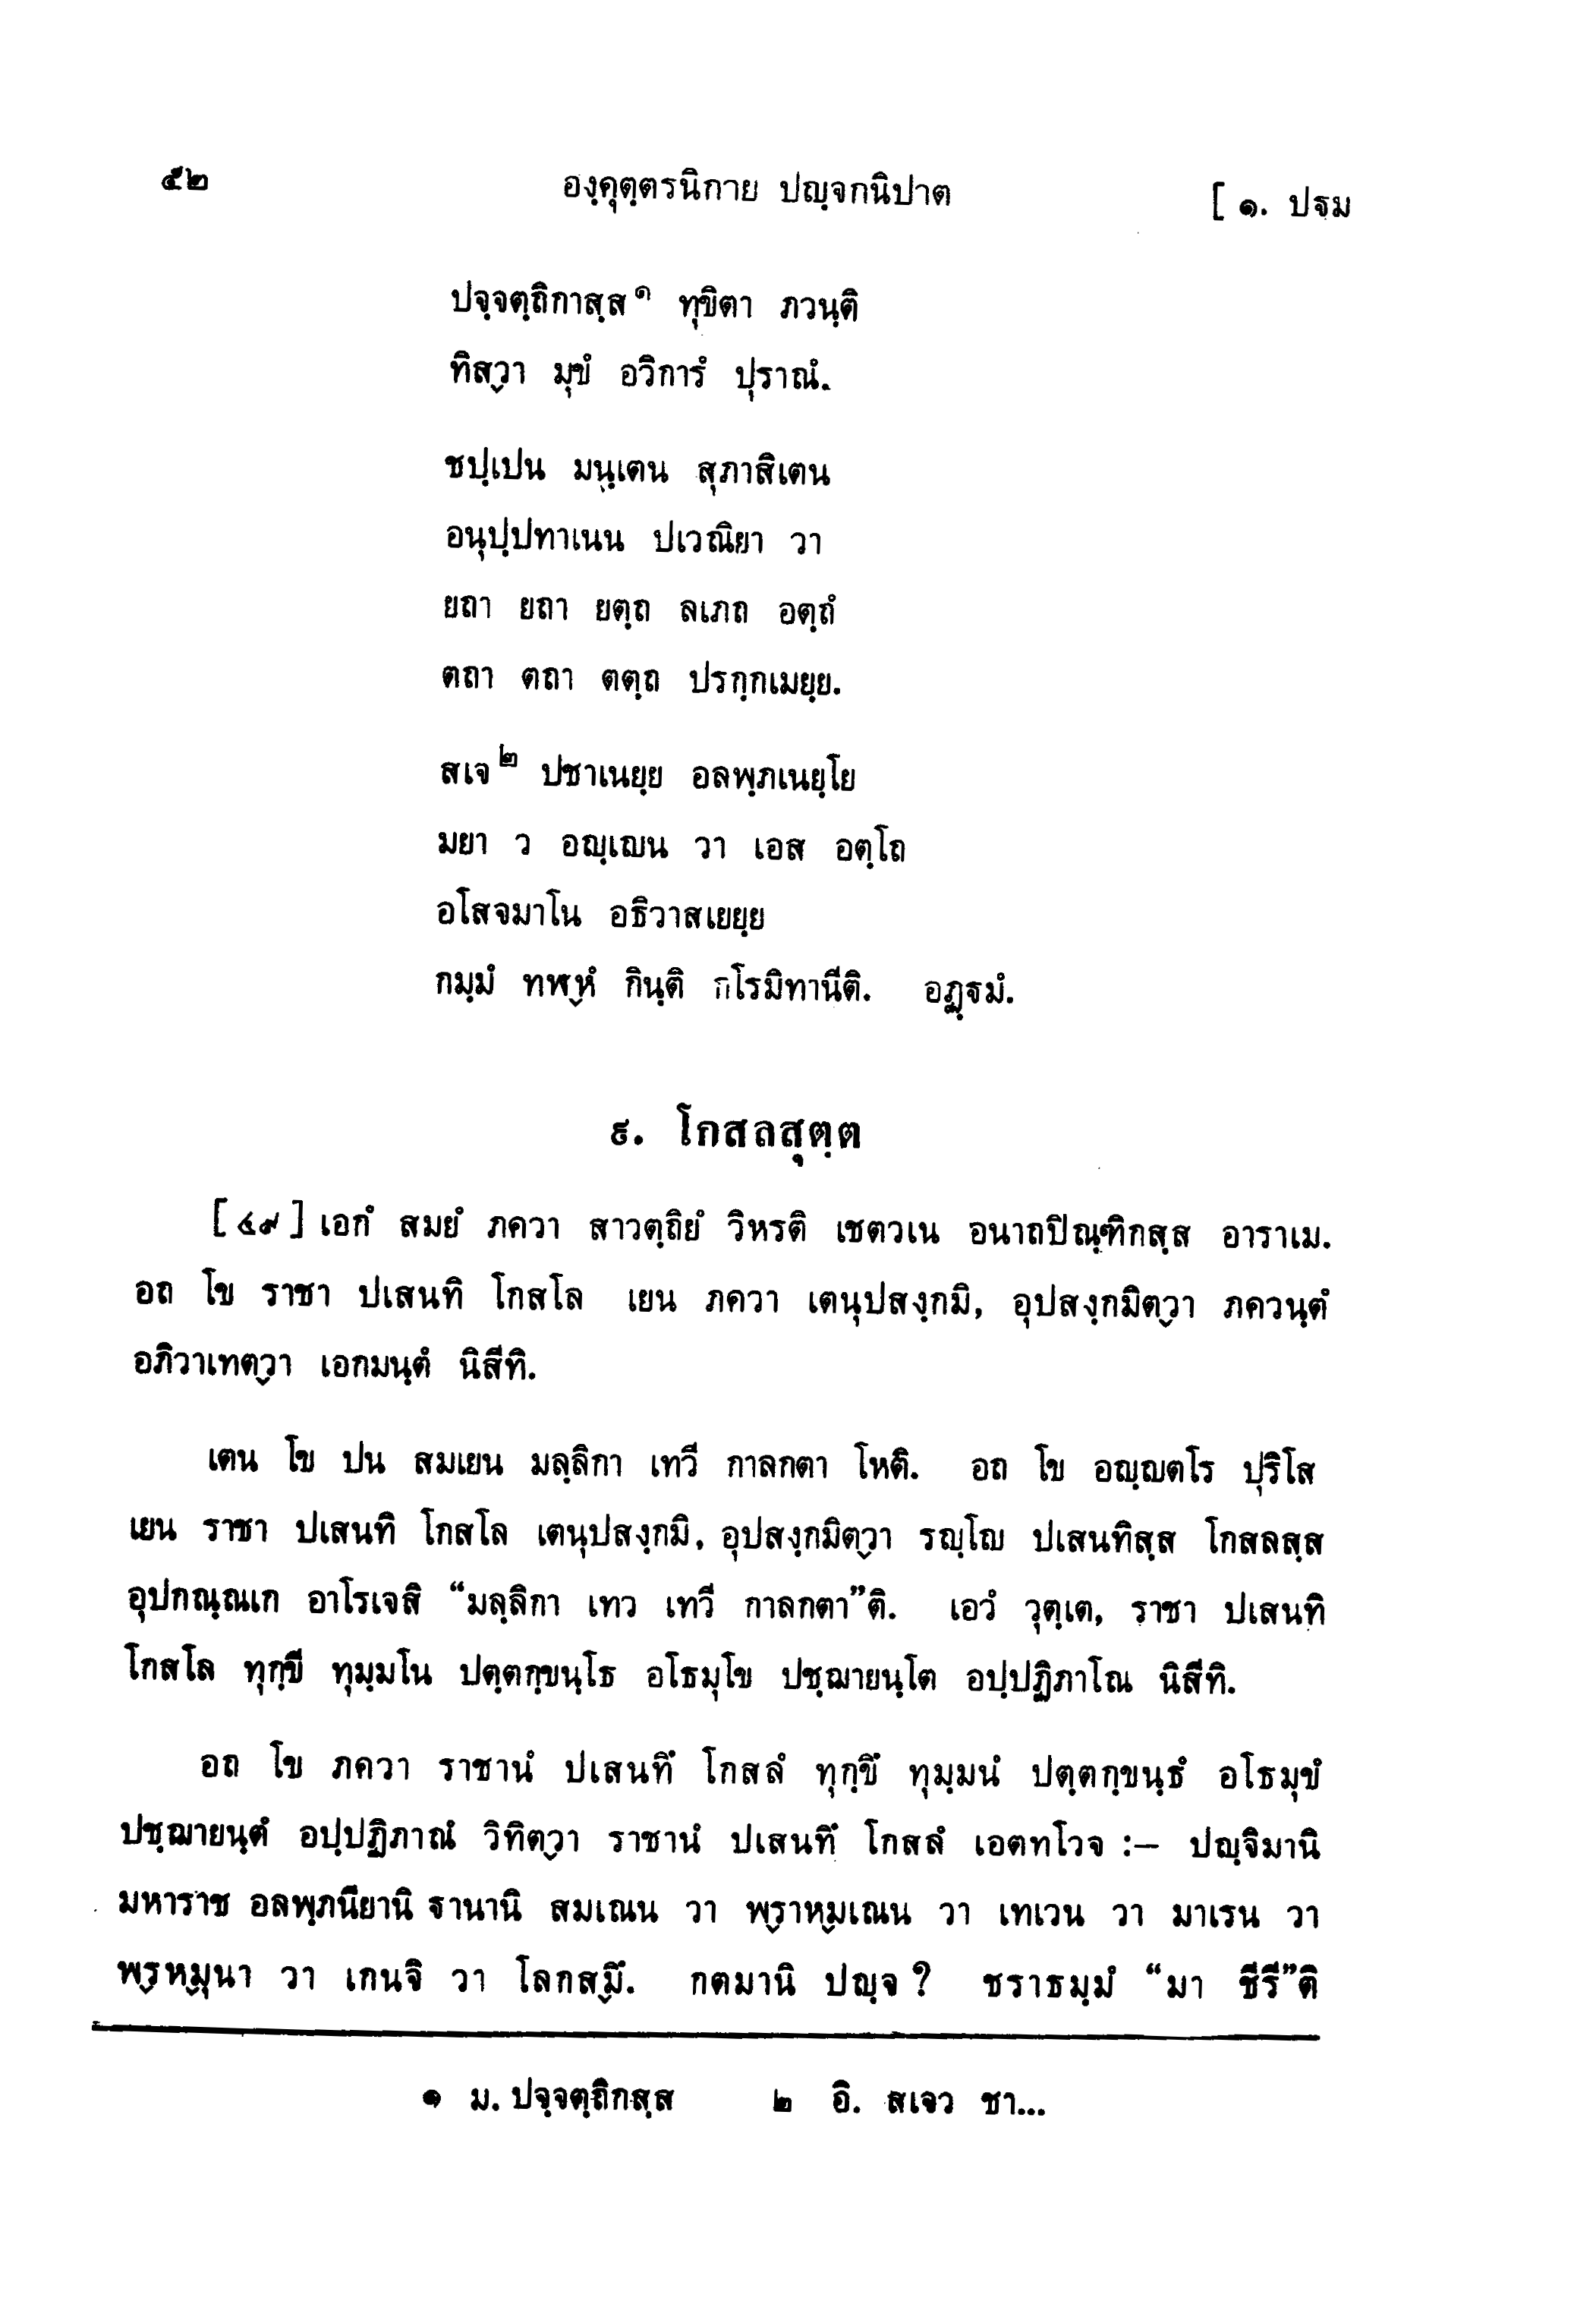 ๕๒ องฺคุตฺตรนิกาย ปญฺจกนิปาต [ ๑. ปฐม
ปจฺจตฺถิกาสฺส๑ ทุขิตา ภวนฺติ
ทิสฺวา มุขํ อวิการํ ปุราณํ.
ชปฺเปน มนฺเตน สุภาสิเตน
อนุปฺปทาเนน ปเวณิยา วา
ยถา ยถา ยตฺถ ลเภถ อตฺถํ
ตถา ตถา ตตฺถ ปรกฺกเมยฺย.
สเจ๒ ปชาเนยฺย อลพฺภเนยฺโย
มยา ว อญฺเญน วา เอส อตฺโถ
อโสจมาโน อธิวาสเยยฺย
กมฺมํ ทฬฺหํ กินฺติ กโรมิทานีติ. อฏฺฐมํ.
๙. โกสลสุตฺต
[๔๙] เอกํ สมยํ ภควา สาวตฺถิยํ วิหรติ เชตวเน อนาถปิณฺฑิกสฺส อาราเม.
อถ โข ราชา ปเสนทิ โกสโล เยน ภควา เตนุปสงฺกมิ, อุปสงฺกมิตฺวา ภควนฺตํ
อภิวาเทตฺวา เอกมนฺตํ นิสีทิ.
เตน โข ปน สมเยน มลฺลิกา เทวี กาลกตา โหติ. อถ โข อญฺญตโร ปุริโส
เยน ราชา ปเสนทิ โกสโล เตนุปสงฺกมิ, อุปสงฺกมิตฺวา รญฺโญ ปเสนทิสฺส โกสลสฺส
อุปกณฺณเก อาโรเจสิ “มลฺลิกา เทว เทวี กาลกตา”ติ. เอวํ วุตฺเต, ราชา ปเสนทิ
โกสโล ทุกฺขี ทุมฺมโน ปตฺตกฺขนฺโธ อโธมุโข ปชฺฌายนฺโต อปฺปฏิภาโณ นิสีทิ.
อถ โข ภควา ราชานํ ปเสนทึ โกสลํ ทุกฺขึ ทุมฺมนํ ปตฺตกฺขนฺธํ อโธมุขํ
ปชฺฌายนฺตํ อปฺปฏิภาณํ วิทิตฺวา ราชานํ ปเสนทึ โกสลํ เอตทโวจ :– ปญฺจิมานิ
มหาราช อลพฺภนียานิ ฐานานิ สมเณน วา พฺราหฺมเณน วา เทเวน วา มาเรน วา
พฺรหฺมุนา วา เกนจิ วา โลกสฺมึ. กตมานิ ปญฺจ ? ชราธมฺมํ “มา ชีรี”ติ
๑ ม. ปจฺจตฺถิกสฺส ๒ อิ. สเจว ชา...